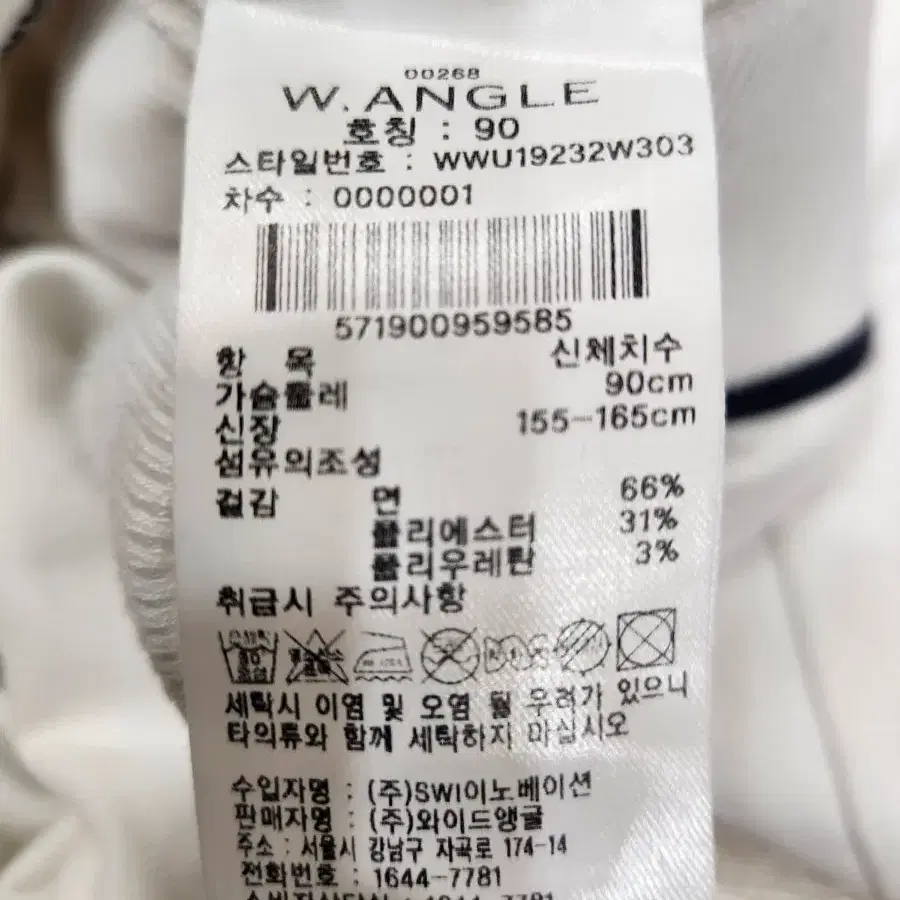 00268
W.ANGLE
호칭 : 90
스타일번호 : WWU19232W303
차수 : 0000001
571900959585
항 목 신체치수
가슴둘레 90cm
신장 155-165cm
섬유의조성
겉감 면 66%
폴리에스터 31%
폴리우레탄 3%
취급시 주의사항
세탁시 이염 및 오염 될 우려가 있으니
타의류와 함께 세탁하지 마십시오
수입자명 : (주)SWI이노베이션
판매자명 : (주)와이드앵글
주소 : 서울시 강남구 자곡로 174-14
전화번호 : 1644-7781